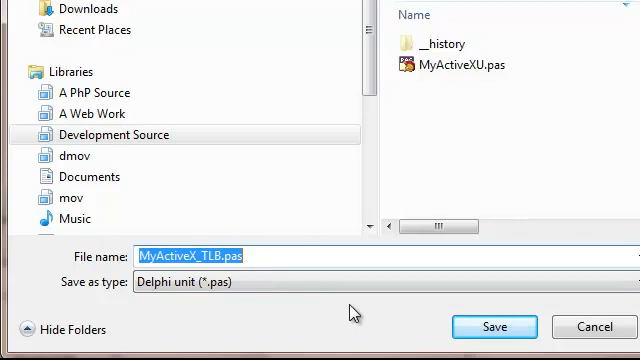 Downloads
Recent Places
Libraries
A PhP Source
A Web Work
Development Source
dmov
Documents
mov
Music
Name
__history
MyActiveXU.pas
File name: MyActiveX_TLB.pas
Save as type: Delphi unit (*.pas)
Hide Folders
Save
Cancel